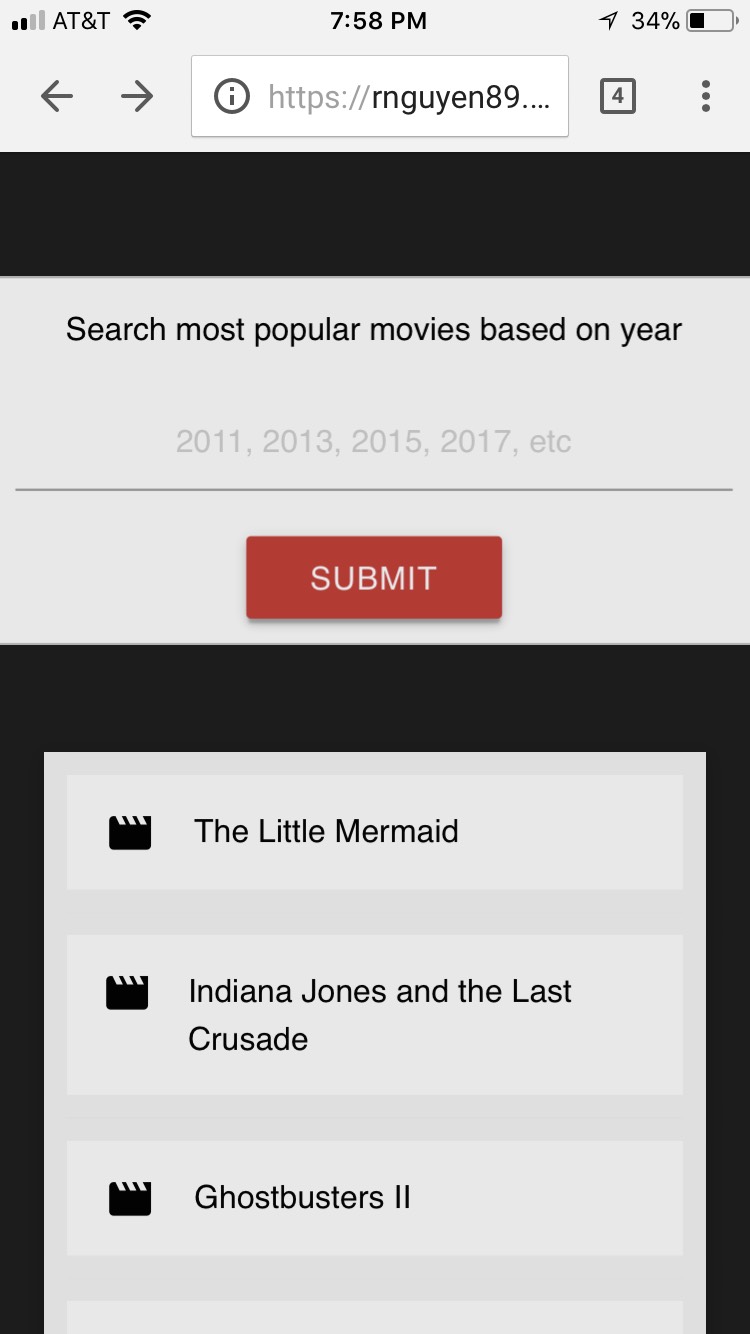 AT&T 7:58 PM 34%
https://rnguyen89.... 4
Search most popular movies based on year
2011, 2013, 2015, 2017, etc
SUBMIT
The Little Mermaid
Indiana Jones and the Last
Crusade
Ghostbusters II